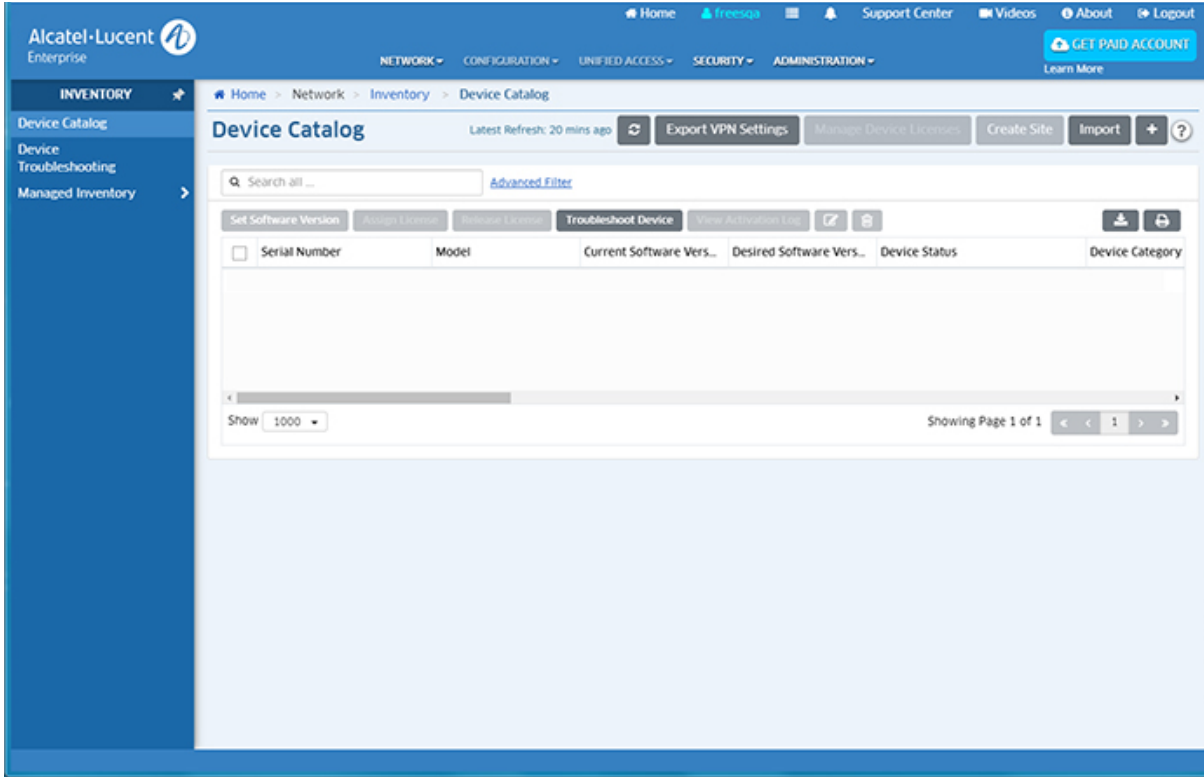 Home freesqa Support Center Videos About Logout
Alcatel·Lucent
Enterprise
GET PAID ACCOUNT
Learn More
NETWORK CONFIGURATION UNIFIED ACCESS SECURITY ADMINISTRATION
INVENTORY
Device Catalog
Device
Troubleshooting
Managed Inventory
Home > Network > Inventory > Device Catalog
Device Catalog Latest Refresh: 20 mins ago Export VPN Settings Manage Device Licenses Create Site Import + ?
Search all ... Advanced Filter
Set Software Version Assign License Release License Troubleshoot Device View Activation Log
Serial Number Model Current Software Vers... Desired Software Vers... Device Status Device Category
Show 1000 Showing Page 1 of 1 « < 1 > »